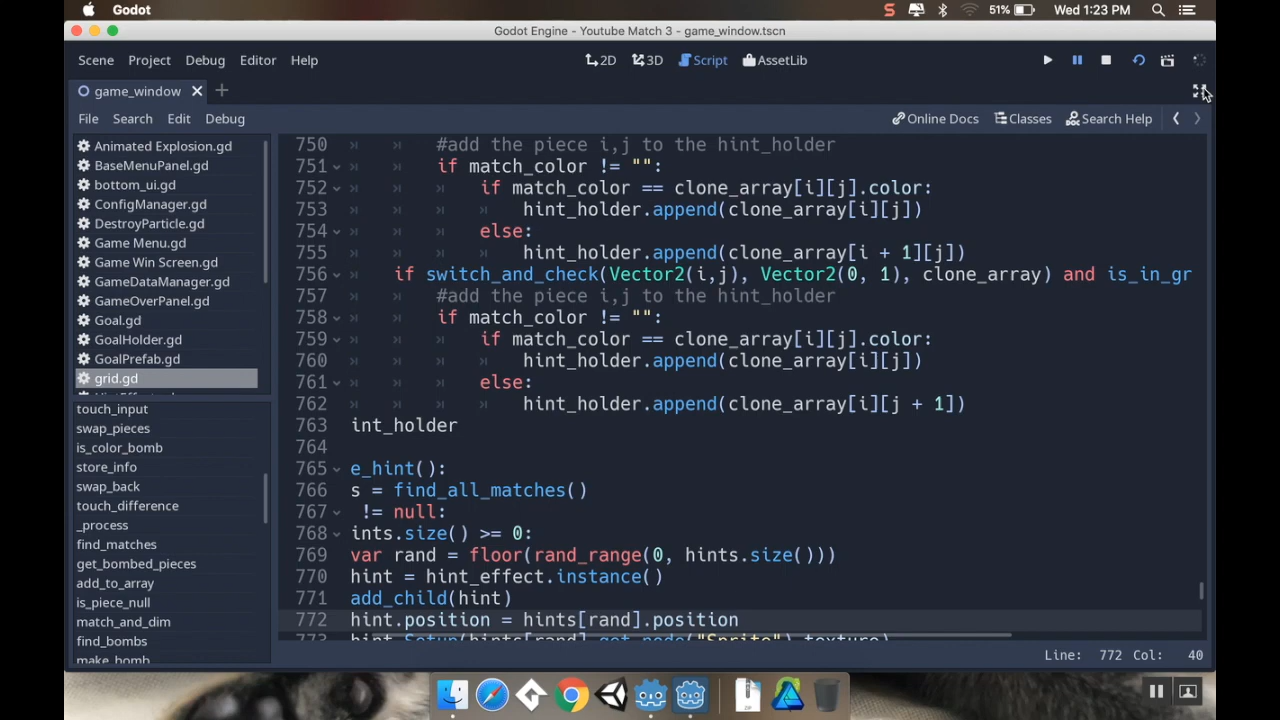 Godot
S
51%
Wed 1:23 PM
Godot Engine - Youtube Match 3 - game_window.tscn
Scene Project Debug Editor Help
2D 3D Script AssetLib
game_window
File Search Edit Debug
Online Docs Classes Search Help
Animated Explosion.gd
BaseMenuPanel.gd
bottom_ui.gd
ConfigManager.gd
DestroyParticle.gd
Game Menu.gd
Game Win Screen.gd
GameDataManager.gd
GameOverPanel.gd
Goal.gd
GoalHolder.gd
GoalPrefab.gd
grid.gd
touch_input
swap_pieces
is_color_bomb
store_info
swap_back
touch_difference
_process
find_matches
get_bombed_pieces
add_to_array
is_piece_null
match_and_dim
find_bombs
make_bomb
750 #add the piece i,j to the hint_holder
751 if match_color != "":
752 if match_color == clone_array[i][j].color:
753 hint_holder.append(clone_array[i][j])
754 else:
755 hint_holder.append(clone_array[i + 1][j])
756 if switch_and_check(Vector2(i,j), Vector2(0, 1), clone_array) and is_in_gr
757 #add the piece i,j to the hint_holder
758 if match_color != "":
759 if match_color == clone_array[i][j].color:
760 hint_holder.append(clone_array[i][j])
761 else:
762 hint_holder.append(clone_array[i][j + 1])
763 int_holder
764
765 e_hint():
766 s = find_all_matches()
767 != null:
768 ints.size() >= 0:
769 var rand = floor(rand_range(0, hints.size()))
770 hint = hint_effect.instance()
771 add_child(hint)
772 hint.position = hints[rand].position
773 hint.Setup(hints[rand].get_node("Sprite").texture)
Line: 772 Col: 40